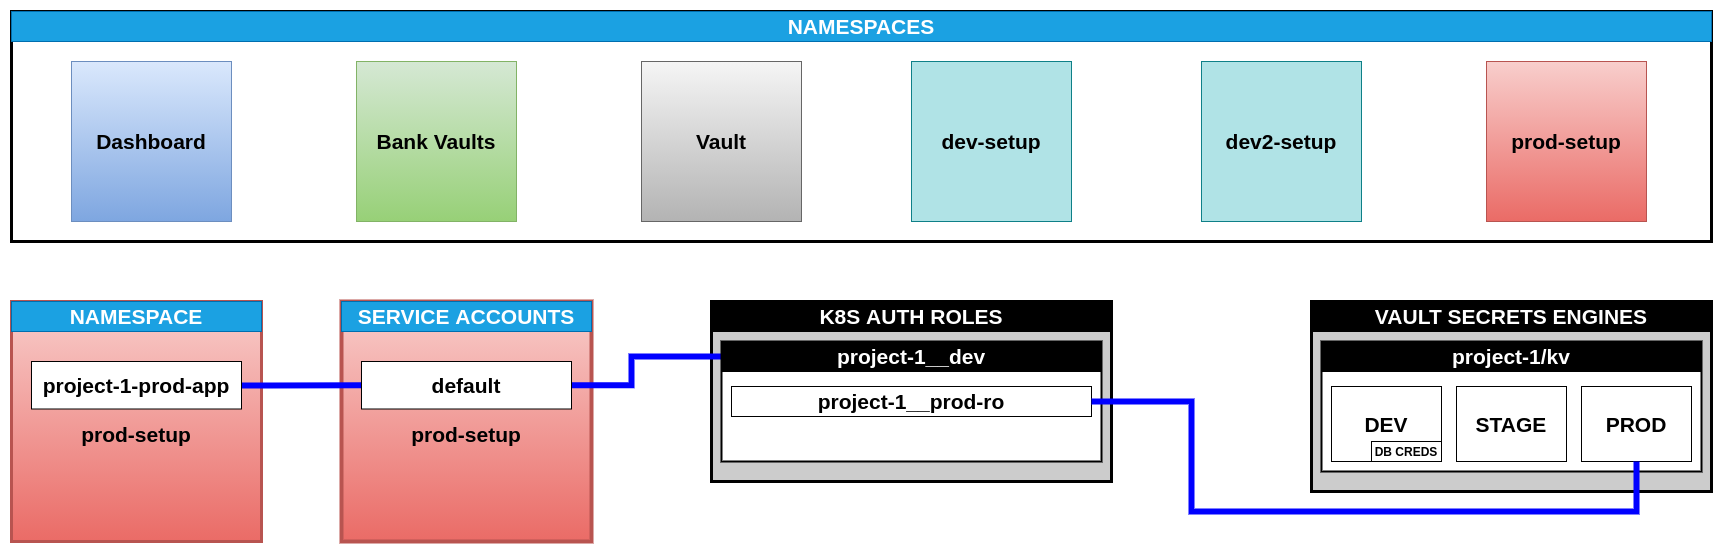 NAMESPACES
Dashboard
Bank Vaults
Vault
dev-setup
dev2-setup
prod-setup
NAMESPACE
project-1-prod-app
prod-setup
SERVICE ACCOUNTS
default
prod-setup
K8S AUTH ROLES
project-1__dev
project-1__prod-ro
VAULT SECRETS ENGINES
project-1/kv
DEV
DB CREDS
STAGE
PROD